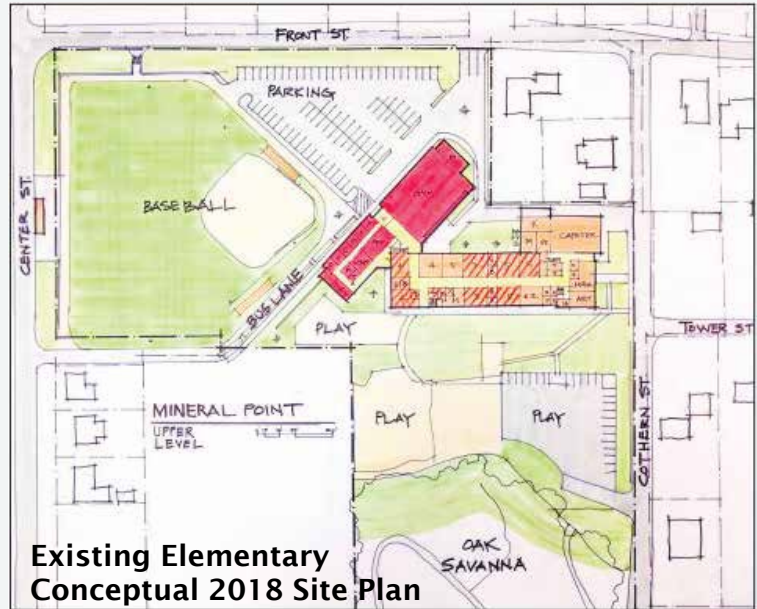 FRONT ST.
PARKING
CENTER ST.
BASEBALL
GYM
CAFETER.
BUS LANE
ART
PLAY
TOWER ST
MINERAL POINT
UPPER
LEVEL
PLAY
PLAY
COTHERN ST.
OAK
SAVANNA
Existing Elementary
Conceptual 2018 Site Plan